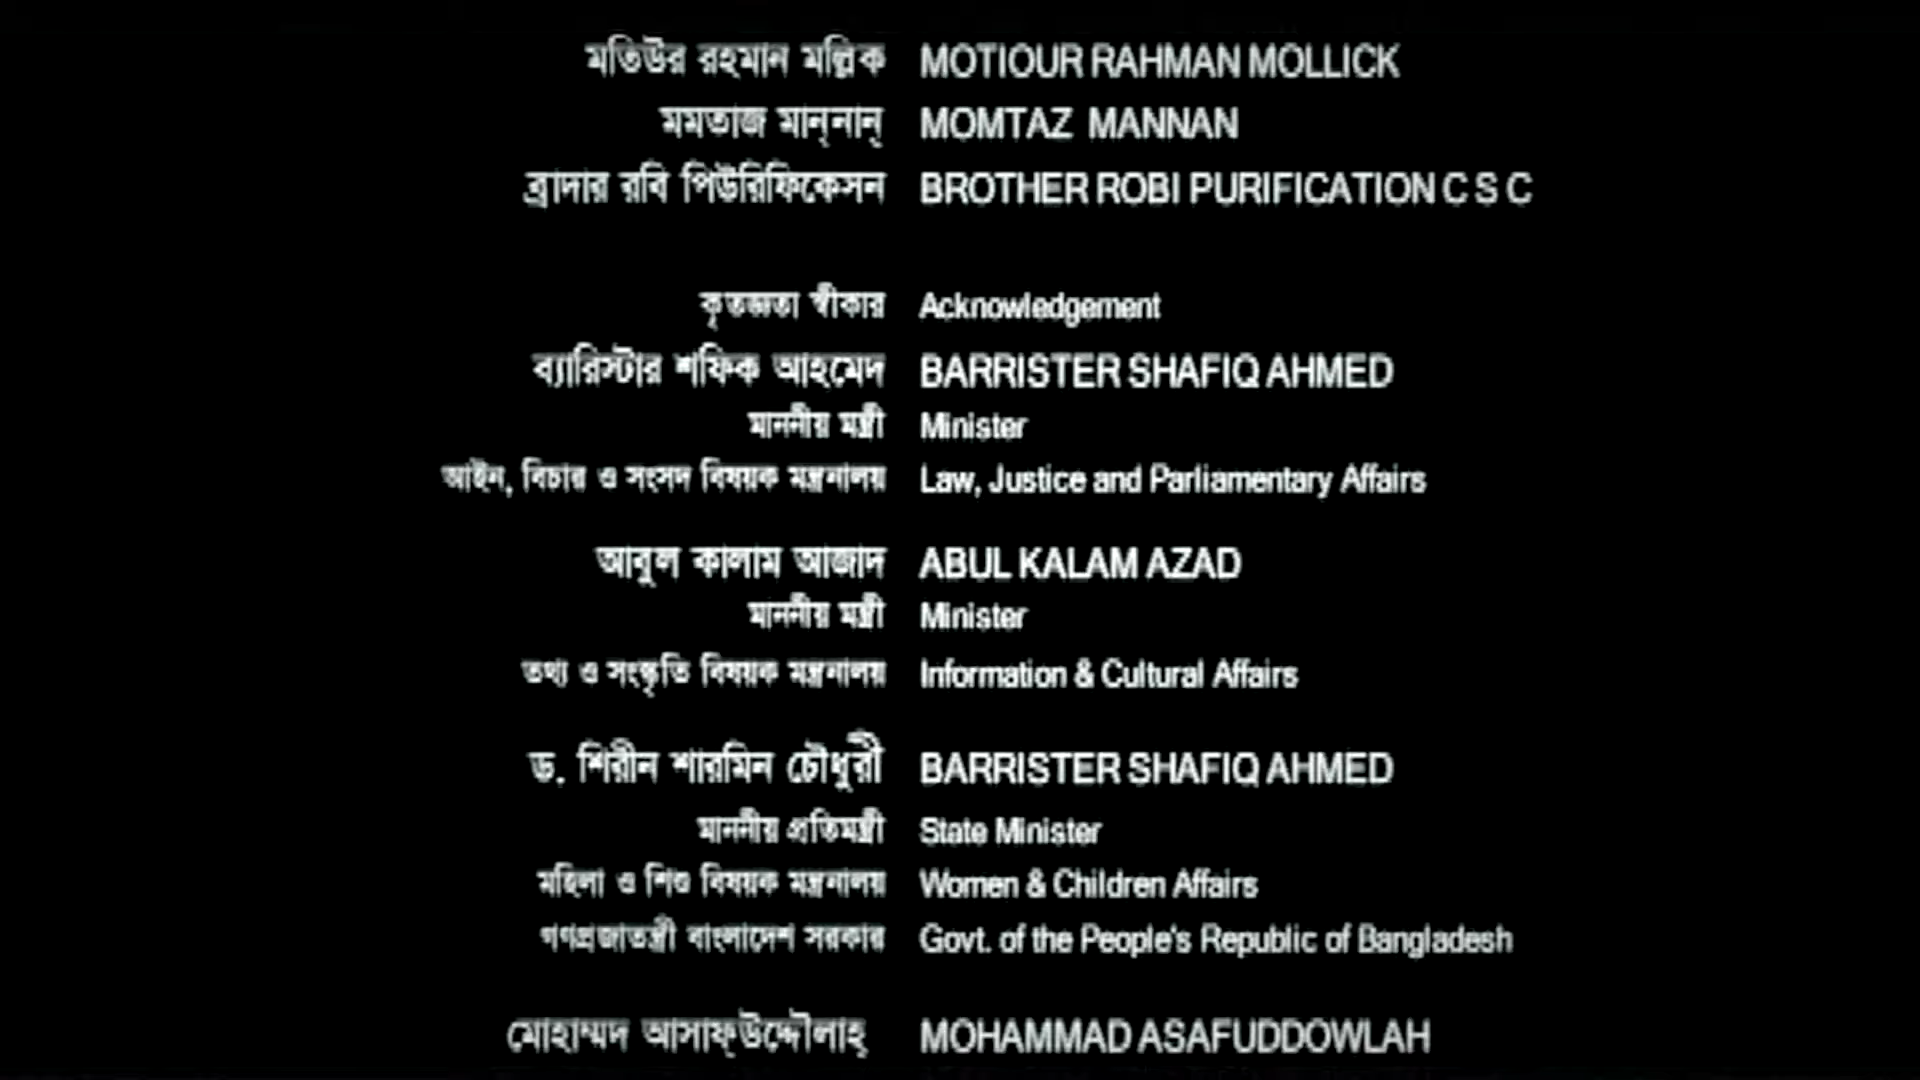 মতিউর রহমান মল্লিক MOTIOUR RAHMAN MOLLICK
মমতাজ মান্‌নান্ MOMTAZ MANNAN
ব্রাদার রবি পিউরিফিকেসন BROTHER ROBI PURIFICATION C S C
কৃতজ্ঞতা স্বীকার Acknowledgement
ব্যারিস্টার শফিক আহমেদ BARRISTER SHAFIQ AHMED
মাননীয় মন্ত্রী Minister
আইন, বিচার ও সংসদ বিষয়ক মন্ত্রনালয় Law, Justice and Parliamentary Affairs
আবুল কালাম আজাদ ABUL KALAM AZAD
মাননীয় মন্ত্রী Minister
তথ্য ও সংস্কৃতি বিষয়ক মন্ত্রনালয় Information & Cultural Affairs
ড. শিরীন শারমিন চৌধুরী BARRISTER SHAFIQ AHMED
মাননীয় প্রতিমন্ত্রী State Minister
মহিলা ও শিশু বিষয়ক মন্ত্রনালয় Women & Children Affairs
গণপ্রজাতন্ত্রী বাংলাদেশ সরকার Govt. of the People's Republic of Bangladesh
মোহাম্মদ আসাফ্‌উদ্দৌলাহ্ MOHAMMAD ASAFUDDOWLAH